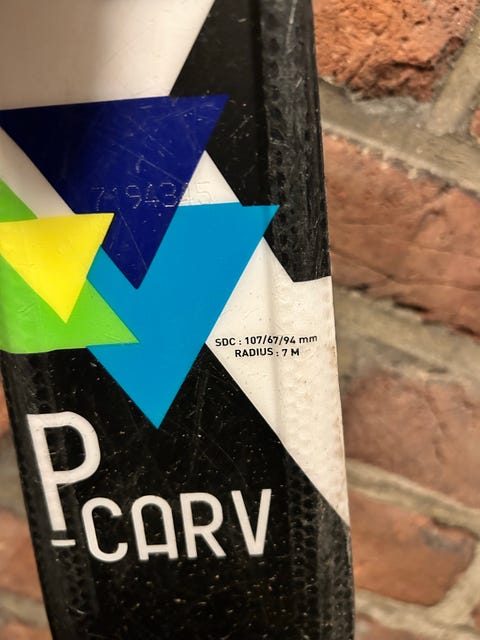 7194345
SDC : 107/67/94 mm
RADIUS : 7 M
P
CARV